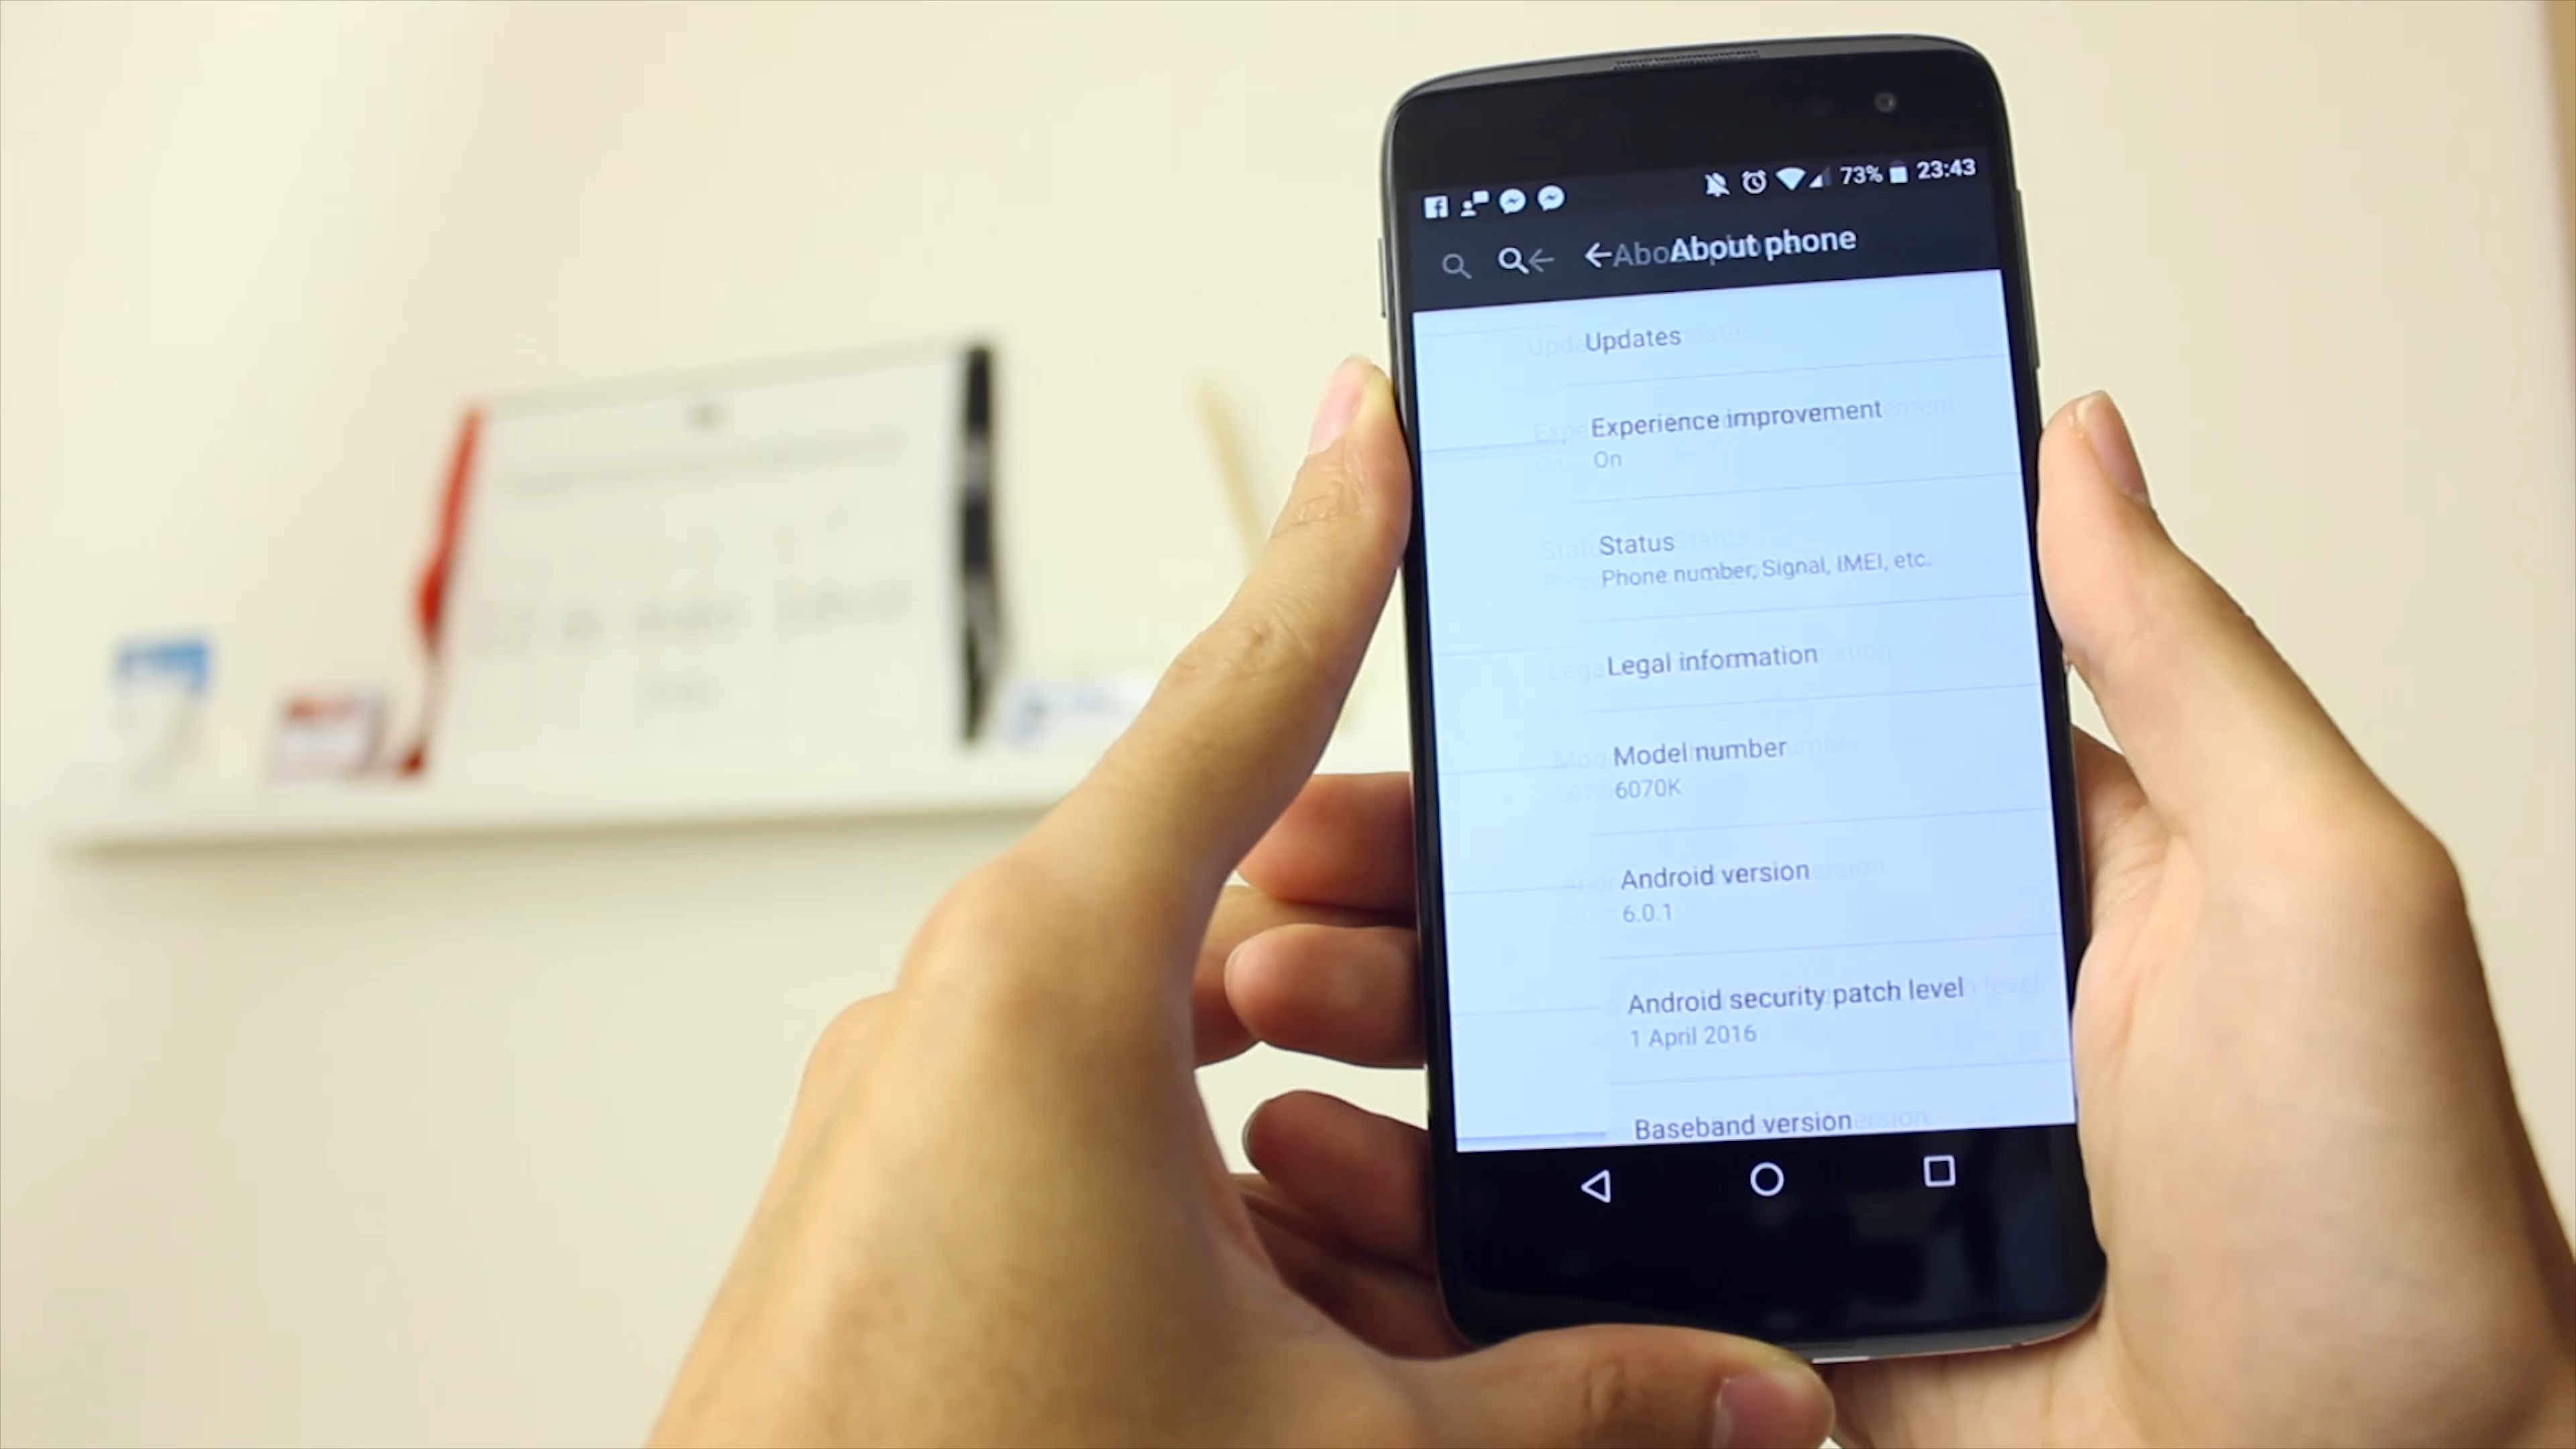 73% 23:43
About phone
Updates
Experience improvement
On
Status
Phone number, Signal, IMEI, etc.
Legal information
Model number
6070K
Android version
6.0.1
Android security patch level
1 April 2016
Baseband version